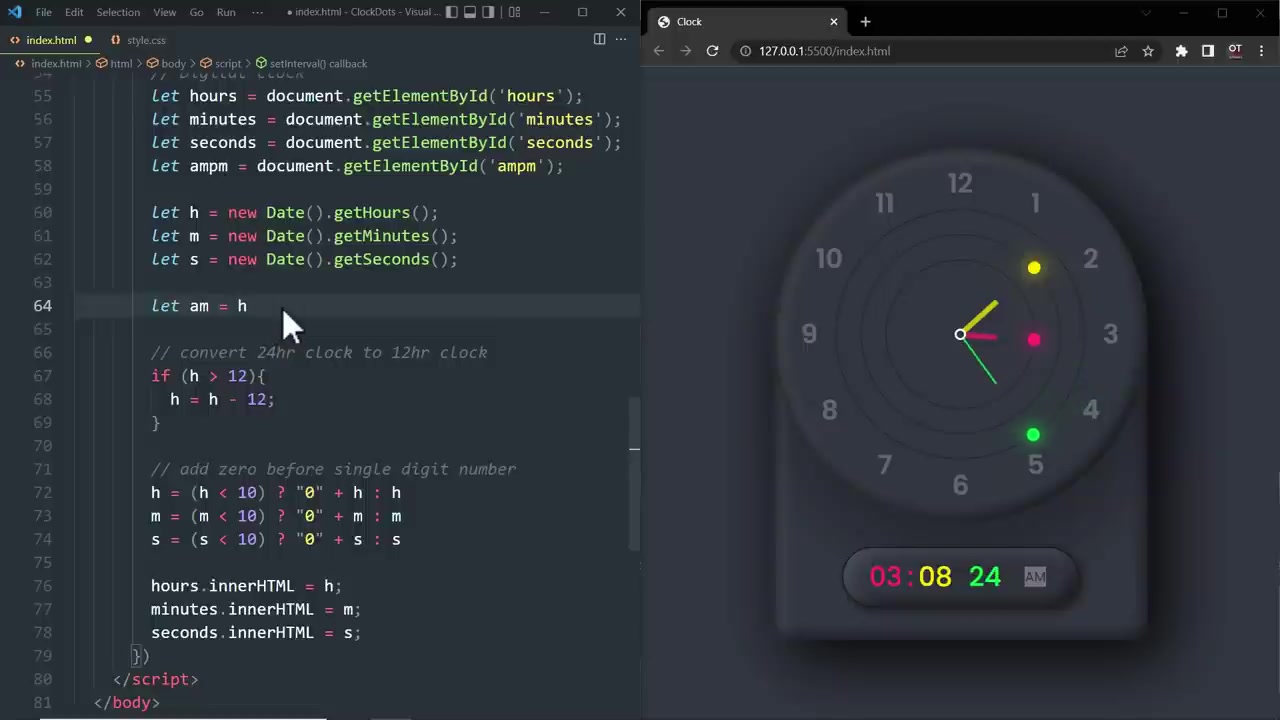 File Edit Selection View Go Run ··· ● index.html - ClockDots - Visual ...
index.html ● style.css ···
index.html > html > body > script > setInterval() callback
54 // Digital clock
55 let hours = document.getElementById('hours');
56 let minutes = document.getElementById('minutes');
57 let seconds = document.getElementById('seconds');
58 let ampm = document.getElementById('ampm');
59
60 let h = new Date().getHours();
61 let m = new Date().getMinutes();
62 let s = new Date().getSeconds();
63
64 let am = h
65
66 // convert 24hr clock to 12hr clock
67 if (h > 12){
68 h = h - 12;
69 }
70
71 // add zero before single digit number
72 h = (h < 10) ? "0" + h : h
73 m = (m < 10) ? "0" + m : m
74 s = (s < 10) ? "0" + s : s
75
76 hours.innerHTML = h;
77 minutes.innerHTML = m;
78 seconds.innerHTML = s;
79 })
80 </script>
81 </body>
Clock
127.0.0.1:5500/index.html
OT
12
11 1
10 2
9 3
8 4
7 5
6
03:08 24 AM